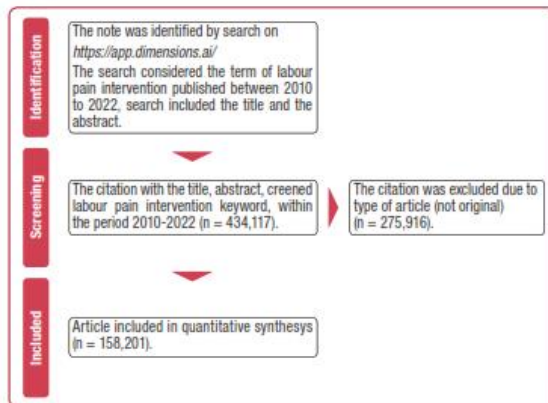 Identification
The note was identified by search on
https://app.dimensions.ai/
The search considered the term of labour
pain intervention published between 2010
to 2022, search included the title and the
abstract.
Screening
The citation with the title, abstract, creened
labour pain intervention keyword, within
the period 2010-2022 (n = 434,117).
The citation was excluded due to
type of article (not original)
(n = 275,916).
Included
Article included in quantitative synthesys
(n = 158,201).